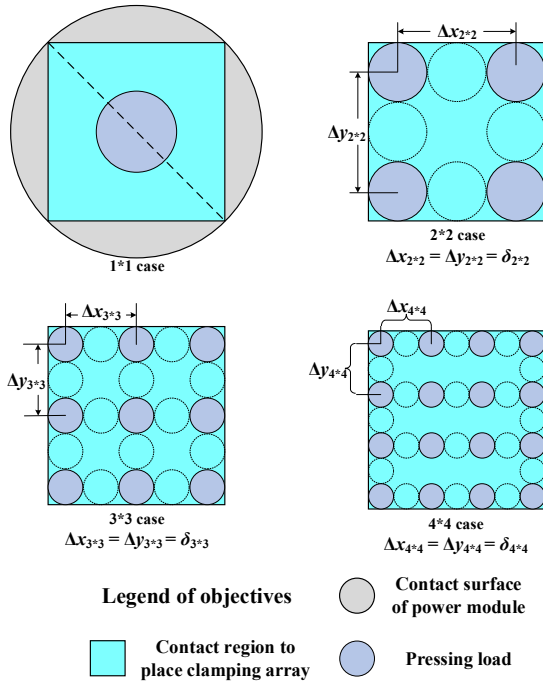 1*1 case
Δx2*2
Δy2*2
2*2 case
Δx2*2 = Δy2*2 = δ2*2
Δx3*3
Δy3*3
3*3 case
Δx3*3 = Δy3*3 = δ3*3
Δx4*4
Δy4*4
4*4 case
Δx4*4 = Δy4*4 = δ4*4
Legend of objectives
Contact surface
of power module
Contact region to
place clamping array
Pressing load